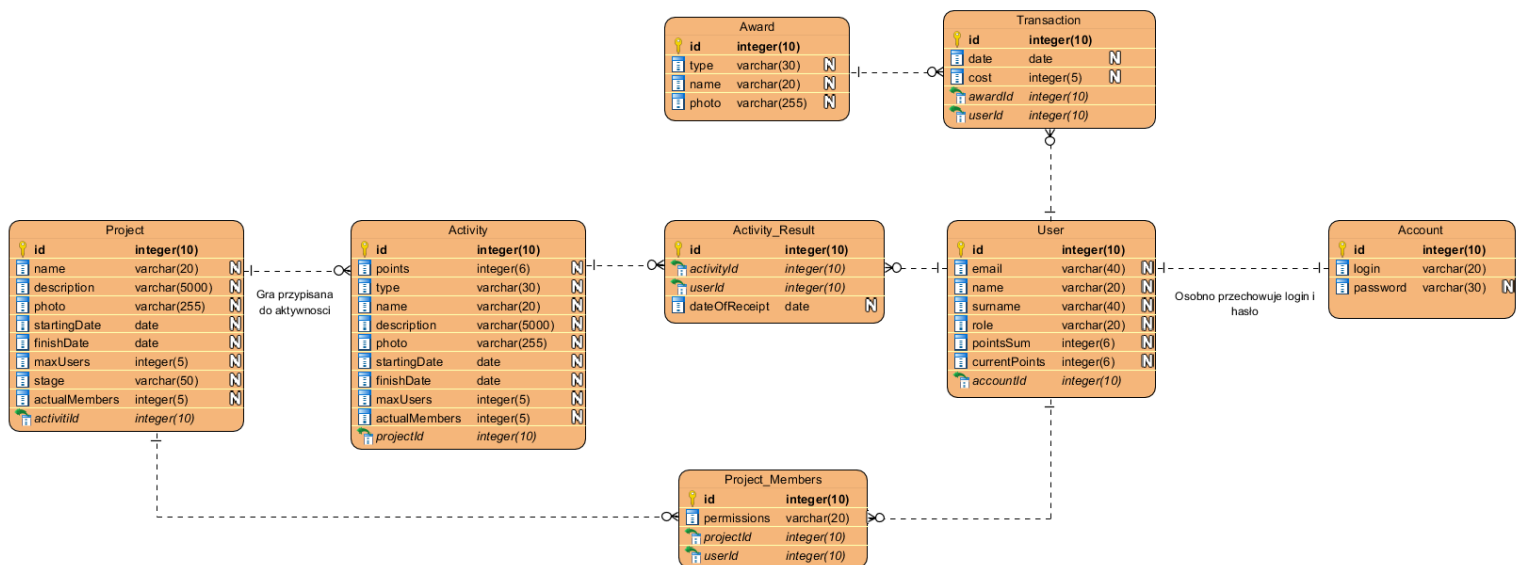 Award
id integer(10)
type varchar(30) N
name varchar(20) N
photo varchar(255) N
Transaction
id integer(10)
date date N
cost integer(5) N
awardId integer(10)
userId integer(10)
Project
id integer(10)
name varchar(20) N
description varchar(5000) N
photo varchar(255) N
startingDate date N
finishDate date N
maxUsers integer(5) N
stage varchar(50) N
actualMembers integer(5) N
activitiId integer(10)
Gra przypisana
do aktywnosci
Activity
id integer(10)
points integer(6) N
type varchar(30) N
name varchar(20) N
description varchar(5000) N
photo varchar(255) N
startingDate date N
finishDate date N
maxUsers integer(5) N
actualMembers integer(5) N
projectId integer(10)
Activity_Result
id integer(10)
activityId integer(10)
userId integer(10)
dateOfReceipt date N
User
id integer(10)
email varchar(40) N
name varchar(20) N
surname varchar(40) N
role varchar(20) N
pointsSum integer(6) N
currentPoints integer(6) N
accountId integer(10)
Osobno przechowuje login i
hasło
Account
id integer(10)
login varchar(20)
password varchar(30) N
Project_Members
id integer(10)
permissions varchar(20)
projectId integer(10)
userId integer(10)